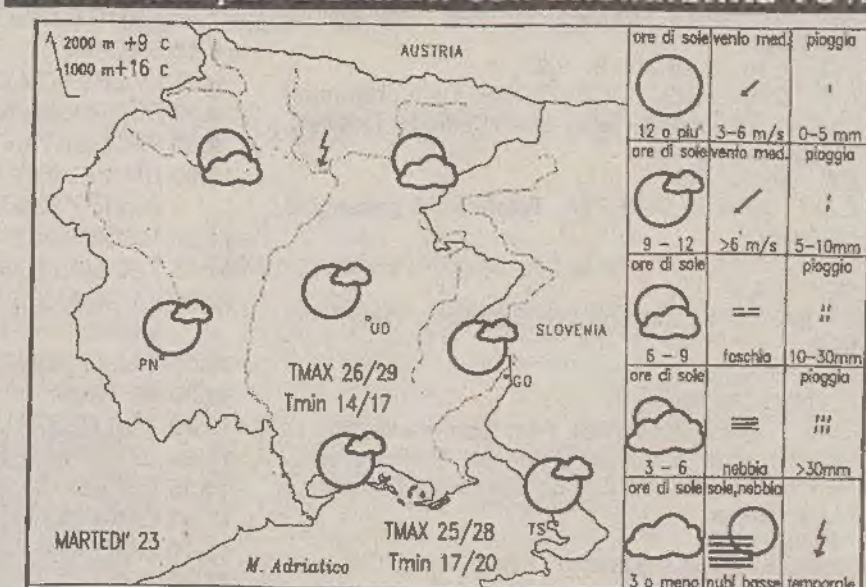 2000 m +9 C
1000 m +16 C
AUSTRIA
PN
UD
SLOVENIA
GO
TMAX 26/29
Tmin 14/17
TS
TMAX 25/28
Tmin 17/20
MARTEDI' 23
M. Adriatico
ore di sole vento med. pioggia
12 o piu' 3-6 m/s 0-5 mm
ore di sole vento med. pioggia
9 - 12 >6 m/s 5-10mm
ore di sole pioggia
6 - 9 foschia 10-30mm
ore di sole pioggia
3 - 6 nebbia >30mm
ore di sole sole,nebbia
3 o meno nubi basse temporale